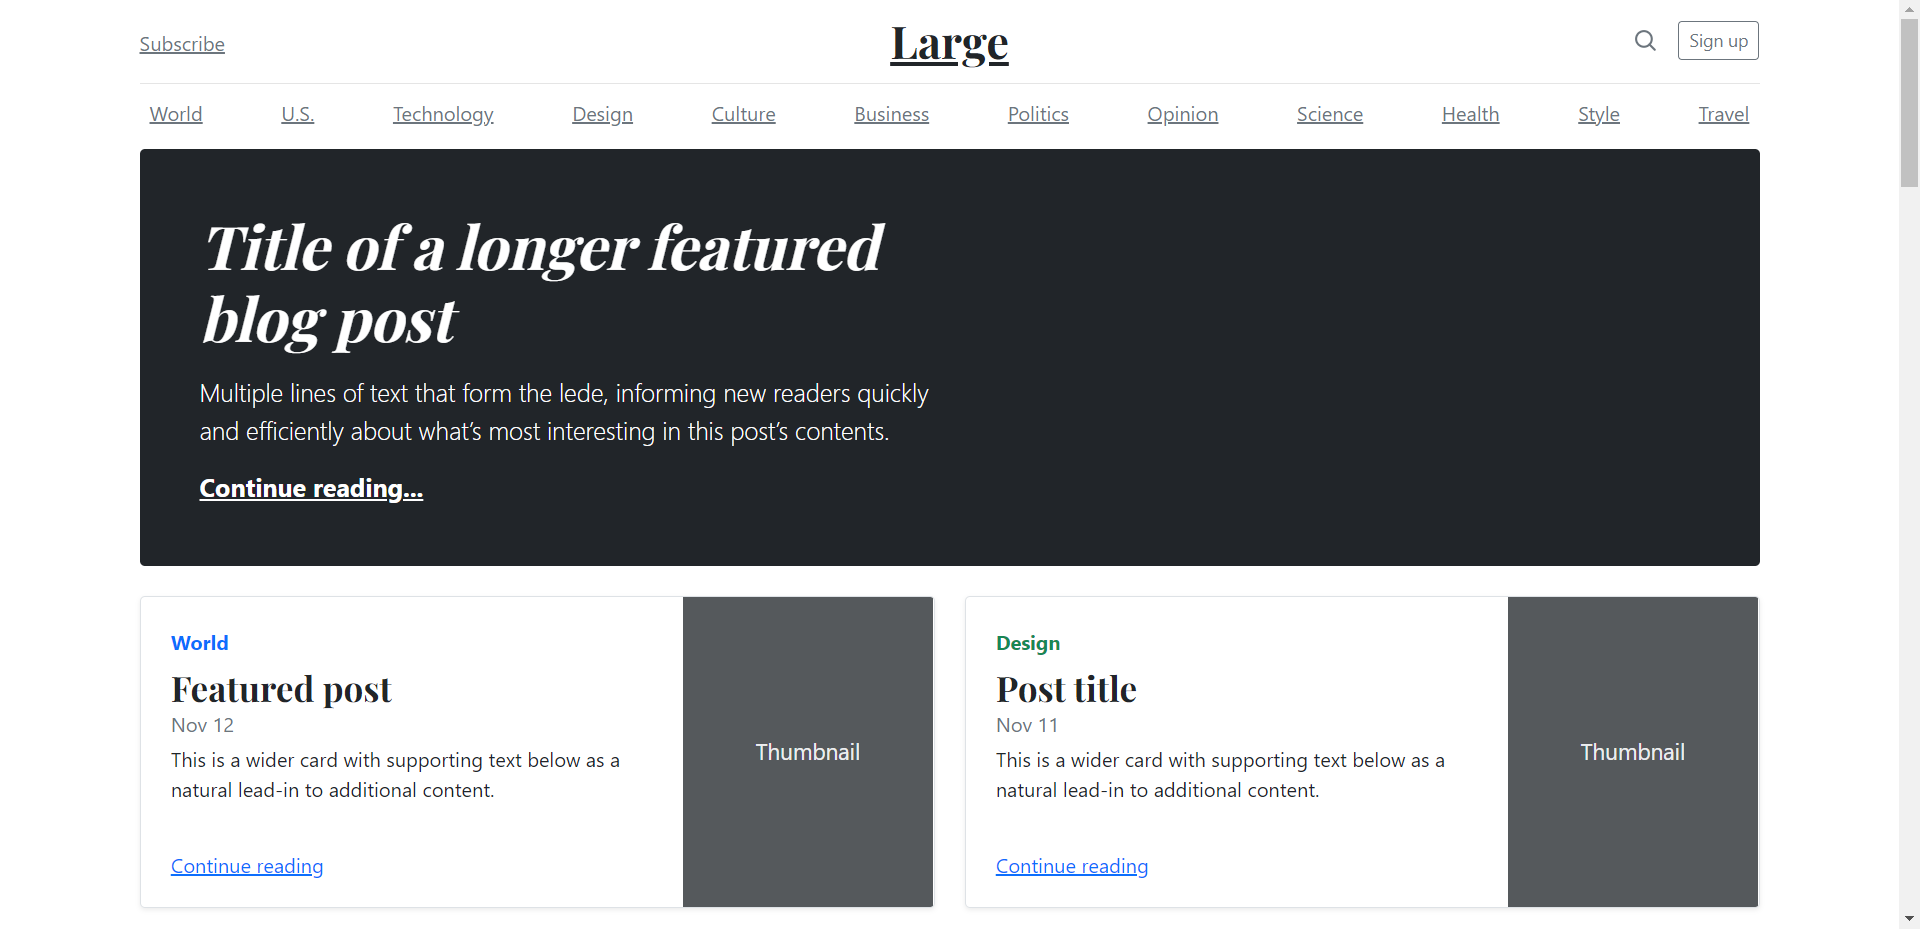 Subscribe
Large
Sign up
World U.S. Technology Design Culture Business Politics Opinion Science Health Style Travel
Title of a longer featured
blog post
Multiple lines of text that form the lede, informing new readers quickly
and efficiently about what’s most interesting in this post’s contents.
Continue reading...
World
Featured post
Nov 12
This is a wider card with supporting text below as a
natural lead-in to additional content.
Continue reading
Thumbnail
Design
Post title
Nov 11
This is a wider card with supporting text below as a
natural lead-in to additional content.
Continue reading
Thumbnail